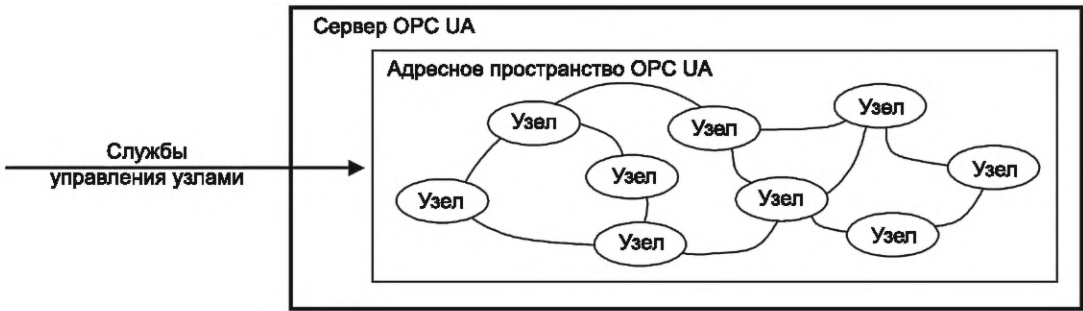 Сервер OPC UA
Адресное пространство OPC UA
Узел
Узел
Узел
Службы
управления узлами
Узел
Узел
Узел
Узел
Узел
Узел